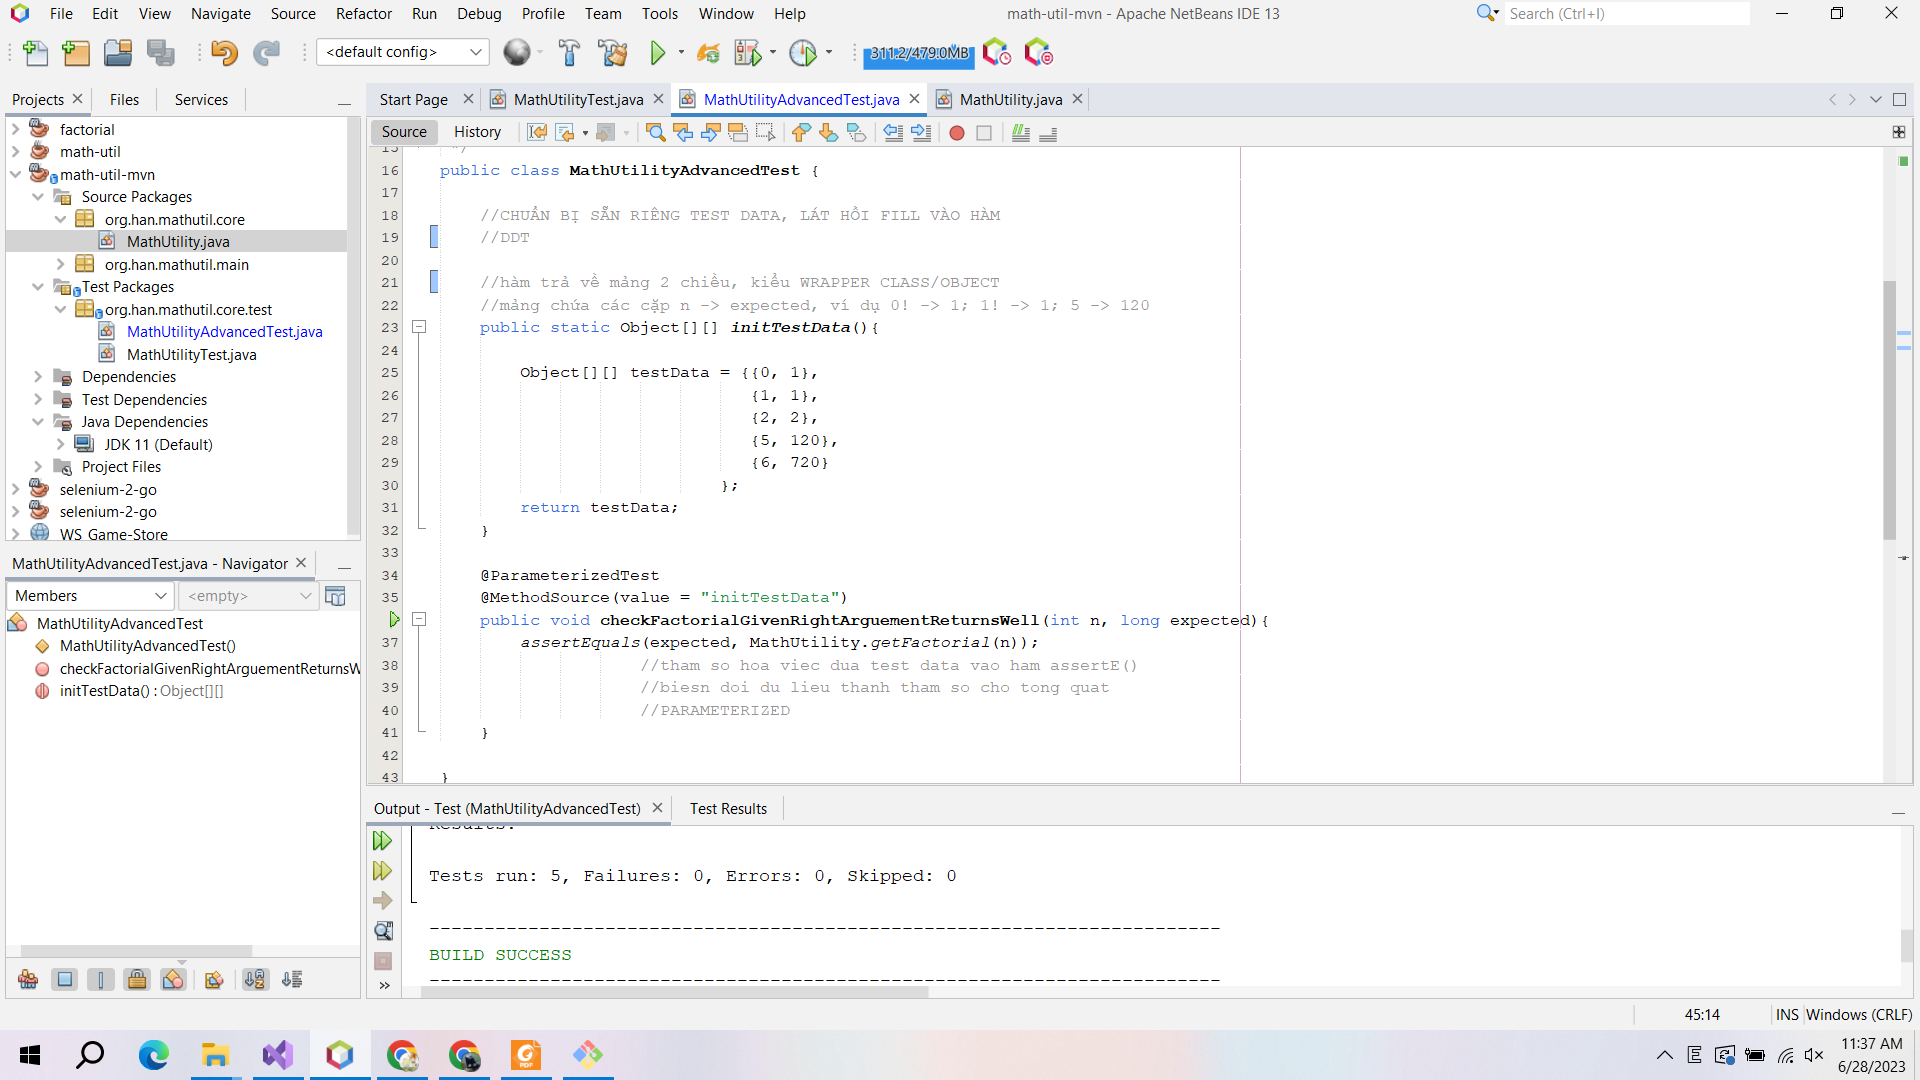 File Edit View Navigate Source Refactor Run Debug Profile Team Tools Window Help
math-util-mvn - Apache NetBeans IDE 13
Search (Ctrl+I)
<default config>
311.2/479.0MB
Projects Files Services
factorial
math-util
math-util-mvn
Source Packages
org.han.mathutil.core
MathUtility.java
org.han.mathutil.main
Test Packages
org.han.mathutil.core.test
MathUtilityAdvancedTest.java
MathUtilityTest.java
Dependencies
Test Dependencies
Java Dependencies
JDK 11 (Default)
Project Files
selenium-2-go
selenium-2-go
WS Game-Store
MathUtilityAdvancedTest.java - Navigator
Members <empty>
MathUtilityAdvancedTest
MathUtilityAdvancedTest()
checkFactorialGivenRightArguementReturnsW
initTestData() : Object[][]
Start Page MathUtilityTest.java MathUtilityAdvancedTest.java MathUtility.java
Source History
15 */
16 public class MathUtilityAdvancedTest {
17
18 //CHUẨN BỊ SẴN RIÊNG TEST DATA, LÁT HỒI FILL VÀO HÀM
19 //DDT
20
21 //hàm trả về mảng 2 chiều, kiểu WRAPPER CLASS/OBJECT
22 //mảng chứa các cặp n -> expected, ví dụ 0! -> 1; 1! -> 1; 5 -> 120
23 public static Object[][] initTestData(){
24
25 Object[][] testData = {{0, 1},
26 {1, 1},
27 {2, 2},
28 {5, 120},
29 {6, 720}
30 };
31 return testData;
32 }
33
34 @ParameterizedTest
35 @MethodSource(value = "initTestData")
public void checkFactorialGivenRightArguementReturnsWell(int n, long expected){
37 assertEquals(expected, MathUtility.getFactorial(n));
38 //tham so hoa viec dua test data vao ham assertE()
39 //biesn doi du lieu thanh tham so cho tong quat
40 //PARAMETERIZED
41 }
42
43 }
Output - Test (MathUtilityAdvancedTest) Test Results
Results:
Tests run: 5, Failures: 0, Errors: 0, Skipped: 0
------------------------------------------------------------------------
BUILD SUCCESS
------------------------------------------------------------------------
45:14 INS Windows (CRLF)
11:37 AM
6/28/2023